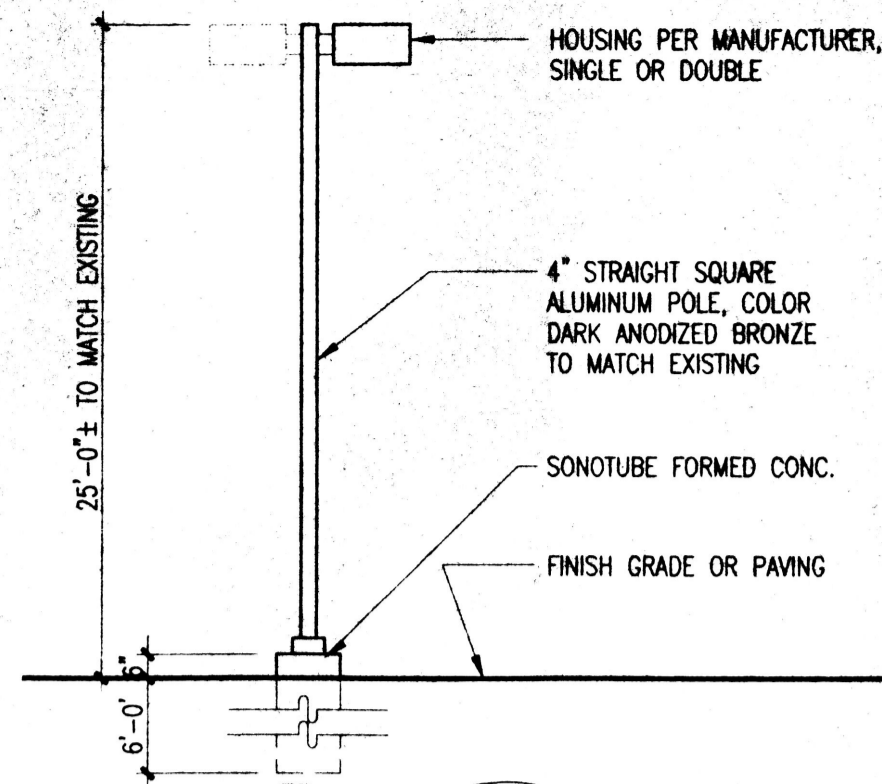 HOUSING PER MANUFACTURER,
SINGLE OR DOUBLE
25'-0"± TO MATCH EXISTING
4" STRAIGHT SQUARE
ALUMINUM POLE, COLOR
DARK ANODIZED BRONZE
TO MATCH EXISTING
SONOTUBE FORMED CONC.
FINISH GRADE OR PAVING
6"
6'-0'